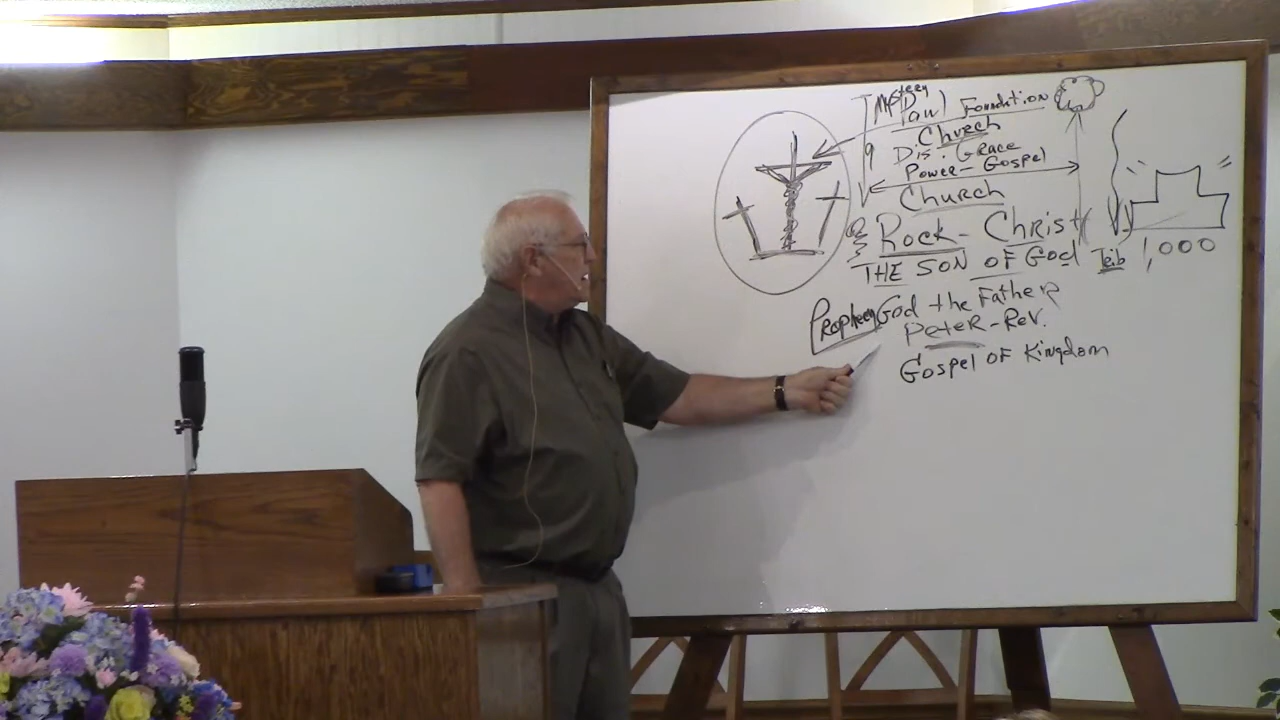 Mystery
Paul Foundation
Church
9 Dis. Grace
Power - Gospel
Church
& Rock - Christ
THE SON OF GOD Trib 1,000
Prophecy God the Father
Peter - Rev.
Gospel OF Kingdom